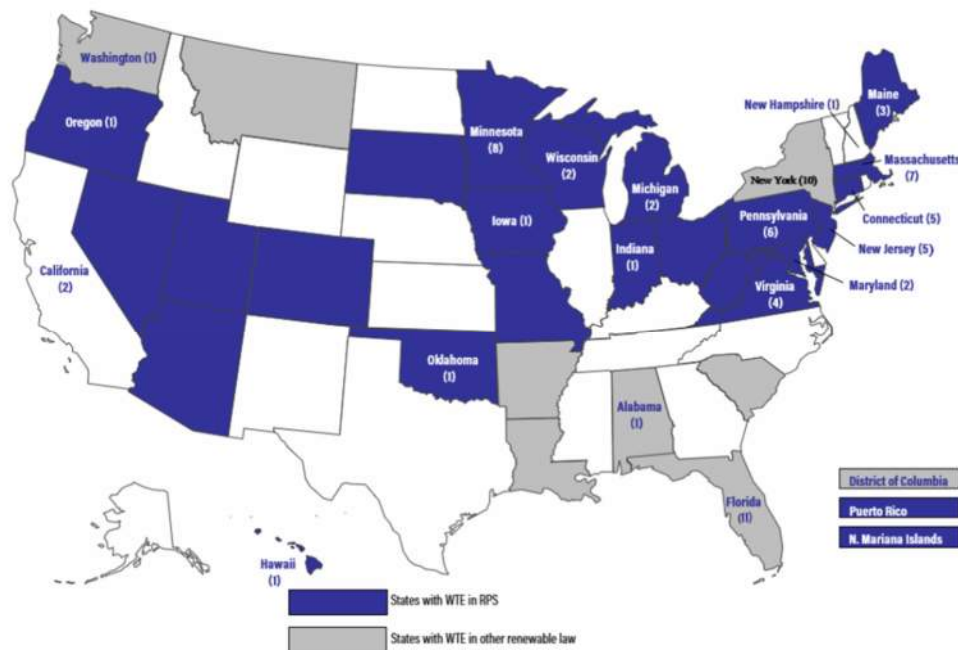 Washington (1)
Oregon (1)
California
(2)
Minnesota
(8)
Wisconsin
(2)
Michigan
(2)
Iowa (1)
Indiana
(1)
Oklahoma
(1)
Alabama
(1)
Florida
(11)
Hawaii
(1)
New Hampshire (1)
Maine
(3)
Massachusetts
(7)
New York (10)
Connecticut (5)
Pennsylvania
(6)
New Jersey (5)
Maryland (2)
Virginia
(4)
District of Columbia
Puerto Rico
N. Mariana Islands
States with WTE in RPS
States with WTE in other renewable law